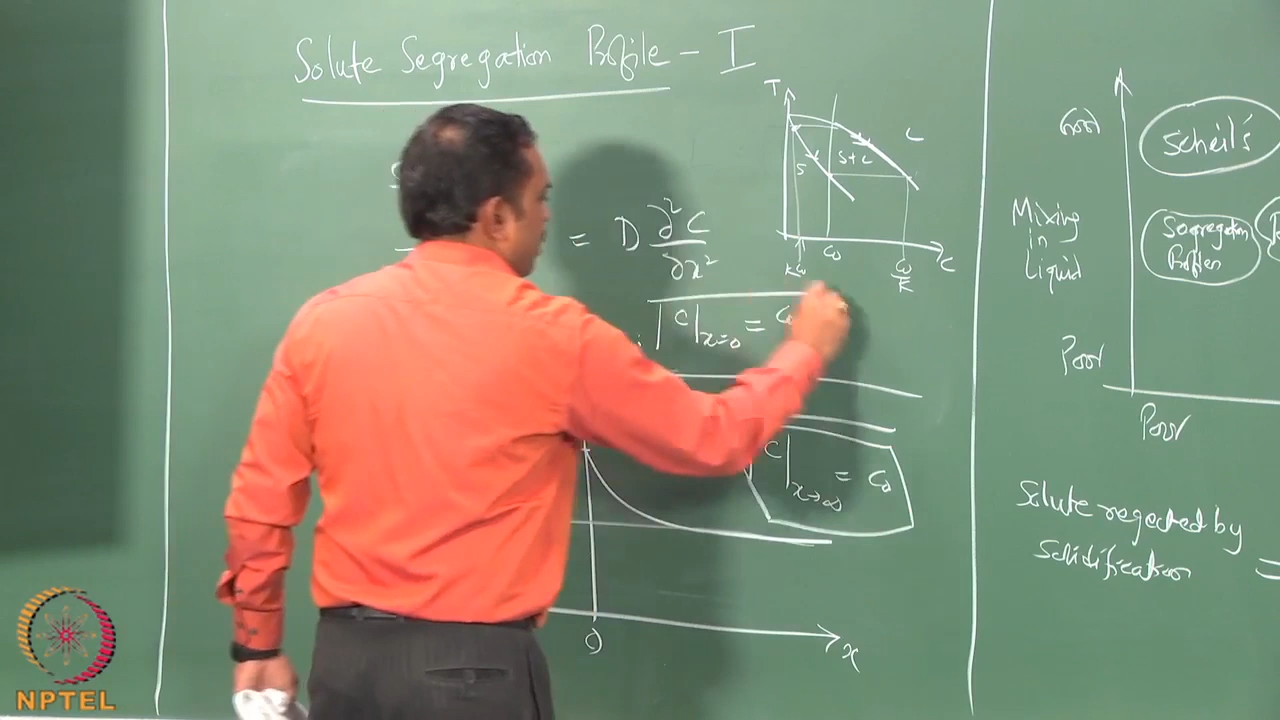 Solute Segregation Profile - I
T
L
S
S+L
kC₀
C₀
C₀/k
C
= D ∂²C/∂x²
C|x=0 = C₀
C|x→∞ = C₀
0
x
Good
Scheil's
Mixing
in
Liquid
Segregation
Profiles
Poor
Poor
Solute rejected by
solidification =
NPTEL